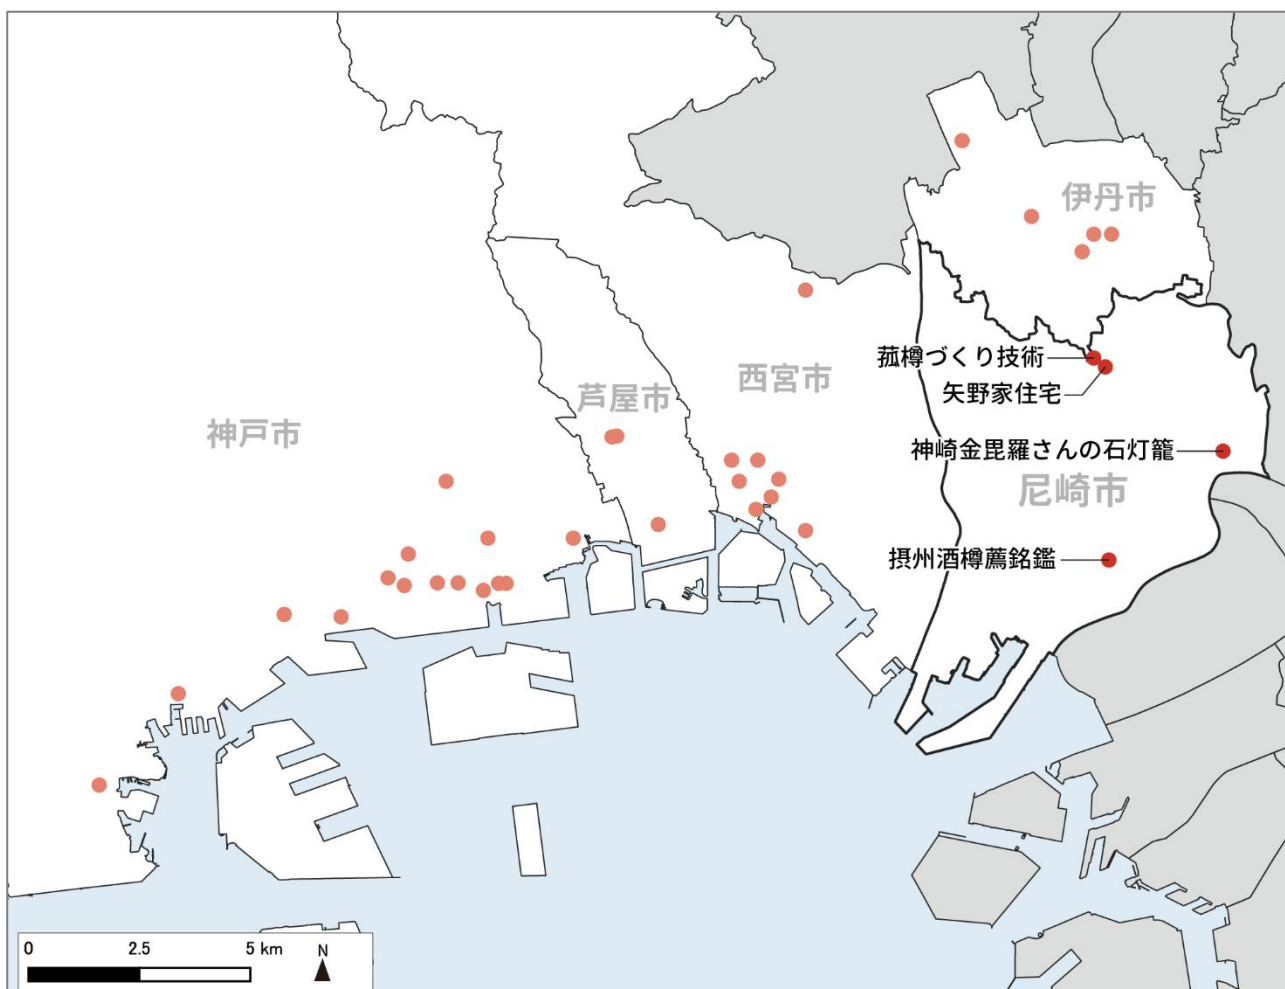 伊丹市
菰樽づくり技術
矢野家住宅
西宮市
芦屋市
神戸市
神崎金毘羅さんの石灯籠
尼崎市
摂州酒樽薦銘鑑
0 2.5 5 km
N